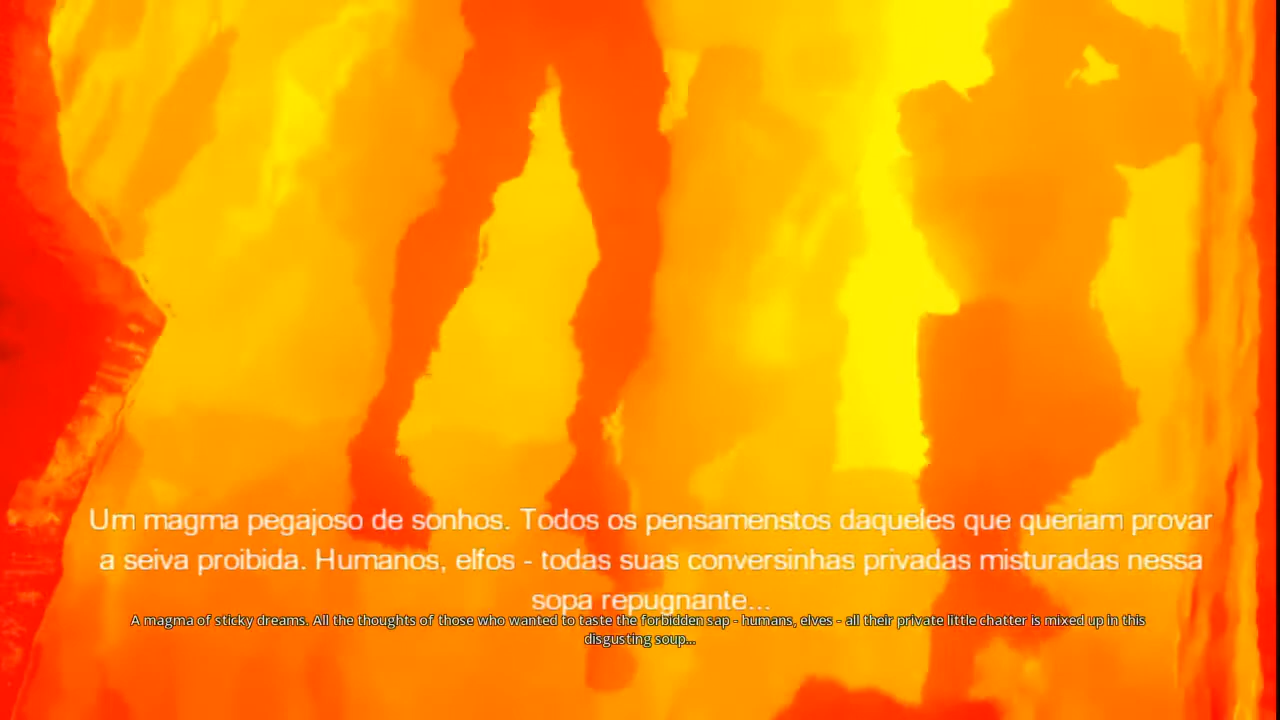 Um magma pegajoso de sonhos. Todos os pensamenstos daqueles que queriam provar
a seiva proibida. Humanos, elfos - todas suas conversinhas privadas misturadas nessa
sopa repugnante...
A magma of sticky dreams. All the thoughts of those who wanted to taste the forbidden sap - humans, elves - all their private little chatter is mixed up in this
disgusting soup...